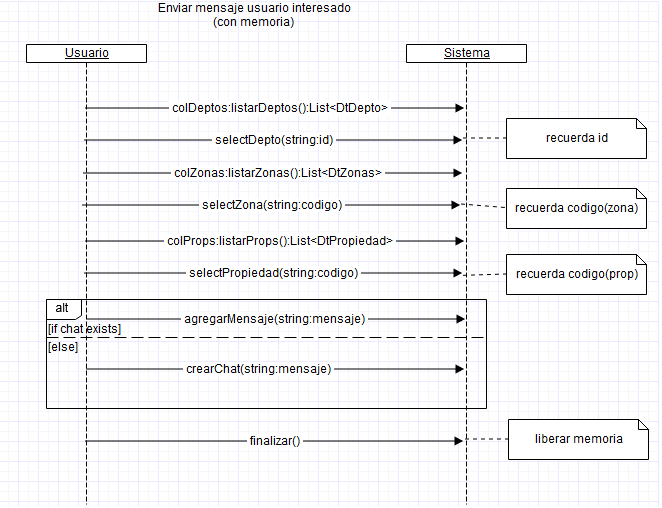 Enviar mensaje usuario interesado
(con memoria)
Usuario
Sistema
colDeptos:listarDeptos():List<DtDepto>
selectDepto(string:id)
recuerda id
colZonas:listarZonas():List<DtZonas>
selectZona(string:codigo)
recuerda codigo(zona)
colProps:listarProps():List<DtPropiedad>
selectPropiedad(string:codigo)
recuerda codigo(prop)
alt
agregarMensaje(string:mensaje)
[if chat exists]
[else]
crearChat(string:mensaje)
finalizar()
liberar memoria